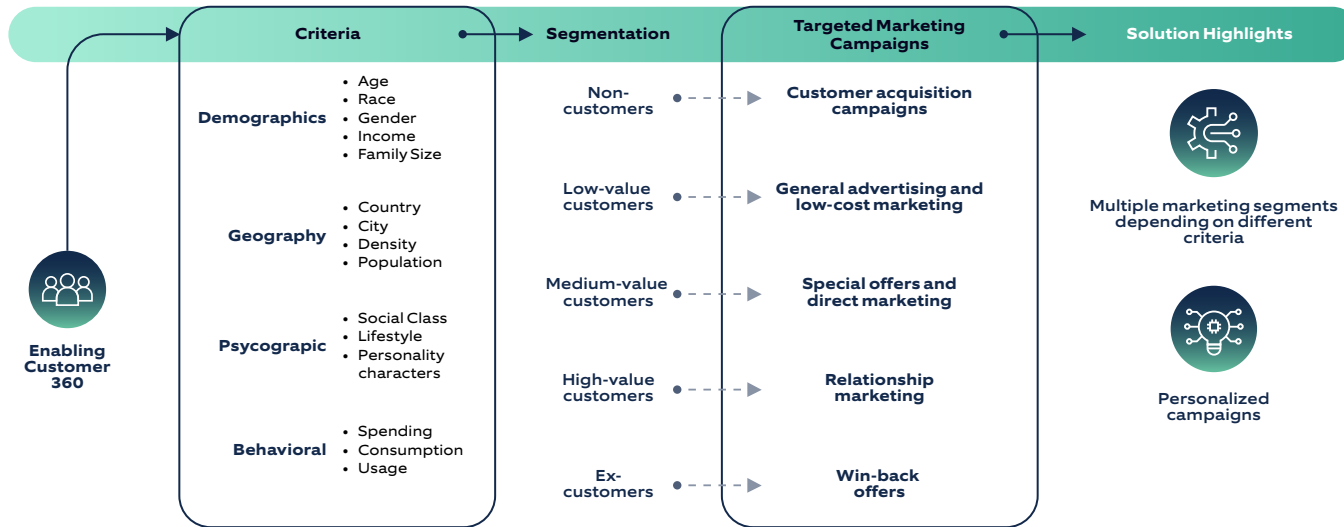 Criteria
Segmentation
Targeted Marketing
Campaigns
Solution Highlights
Enabling
Customer
360
Demographics
• Age
• Race
• Gender
• Income
• Family Size
Geography
• Country
• City
• Density
• Population
Psycograpic
• Social Class
• Lifestyle
• Personality
characters
Behavioral
• Spending
• Consumption
• Usage
Non-
customers
Customer acquisition
campaigns
Low-value
customers
General advertising and
low-cost marketing
Medium-value
customers
Special offers and
direct marketing
High-value
customers
Relationship
marketing
Ex-
customers
Win-back
offers
Multiple marketing segments
depending on different
criteria
Personalized
campaigns